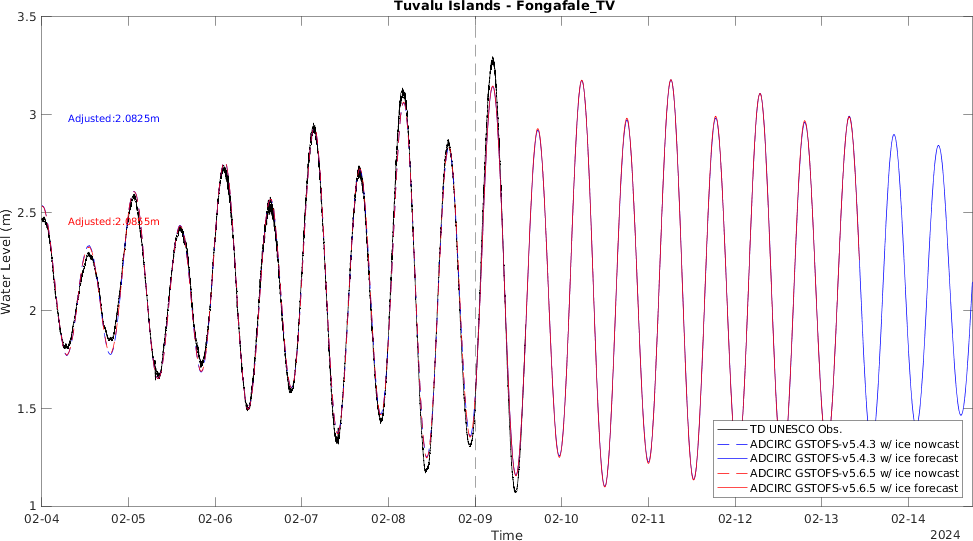 Tuvalu Islands - Fongafale_TV
3.5
3
2.5
2
1.5
1
Water Level (m)
Adjusted:2.0825m
Adjusted:2.0855m
TD UNESCO Obs.
ADCIRC GSTOFS-v5.4.3 w/ ice nowcast
ADCIRC GSTOFS-v5.4.3 w/ ice forecast
ADCIRC GSTOFS-v5.6.5 w/ ice nowcast
ADCIRC GSTOFS-v5.6.5 w/ ice forecast
02-04 02-05 02-06 02-07 02-08 02-09 02-10 02-11 02-12 02-13 02-14
Time
2024